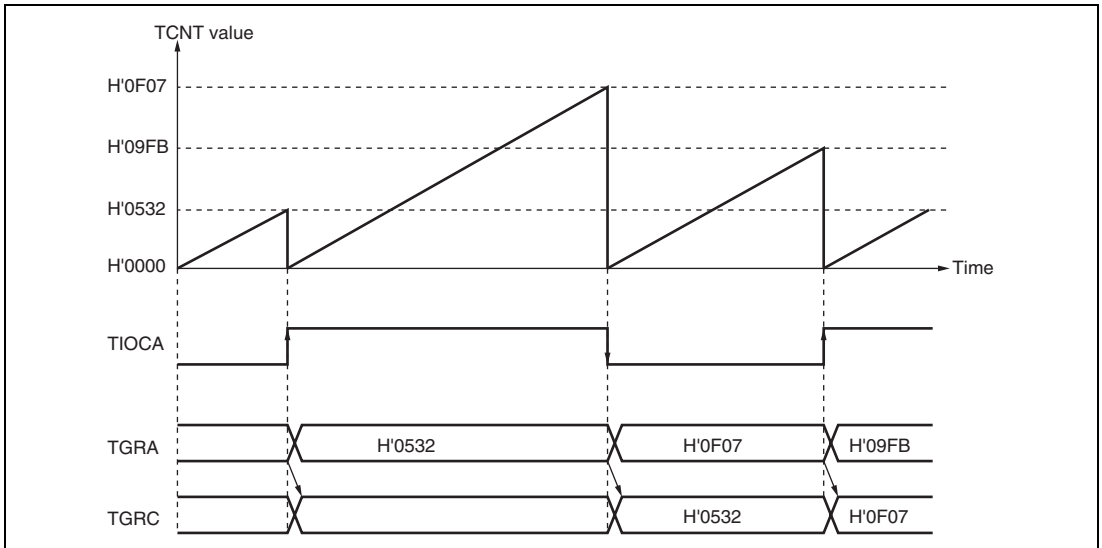 TCNT value
H'0F07
H'09FB
H'0532
H'0000
Time
TIOCA
TGRA H'0532 H'0F07 H'09FB
TGRC H'0532 H'0F07